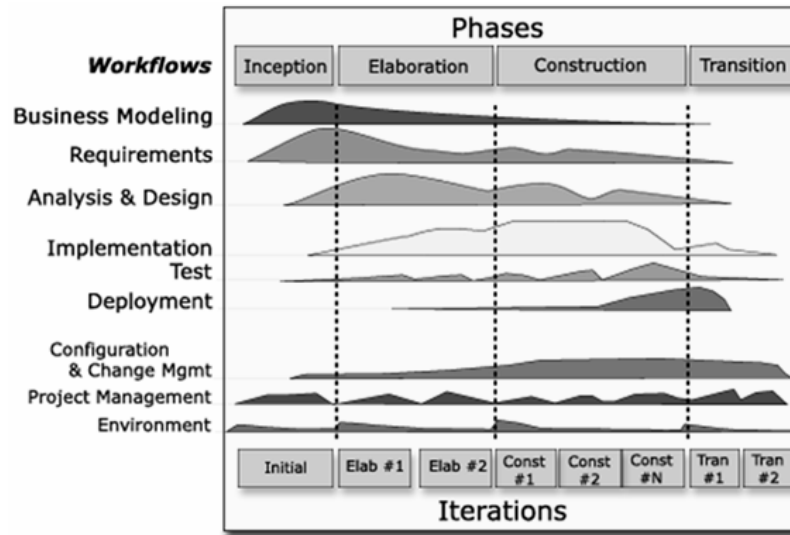 Phases
Workflows
Inception
Elaboration
Construction
Transition
Business Modeling
Requirements
Analysis & Design
Implementation
Test
Deployment
Configuration
& Change Mgmt
Project Management
Environment
Initial
Elab #1
Elab #2
Const
#1
Const
#2
Const
#N
Tran
#1
Tran
#2
Iterations